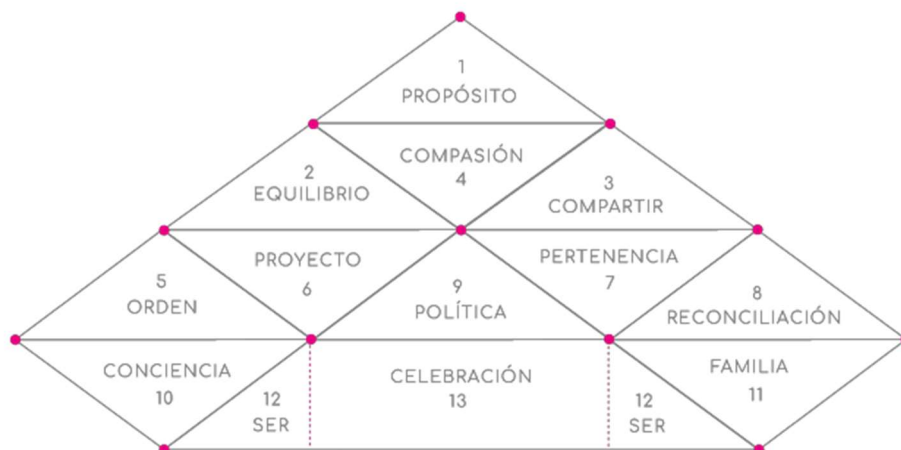 1
PROPÓSITO
COMPASIÓN
4
2
EQUILIBRIO
3
COMPARTIR
PROYECTO
6
PERTENENCIA
7
5
ORDEN
9
POLÍTICA
8
RECONCILIACIÓN
CONCIENCIA
10
12
SER
CELEBRACIÓN
13
12
SER
FAMILIA
11